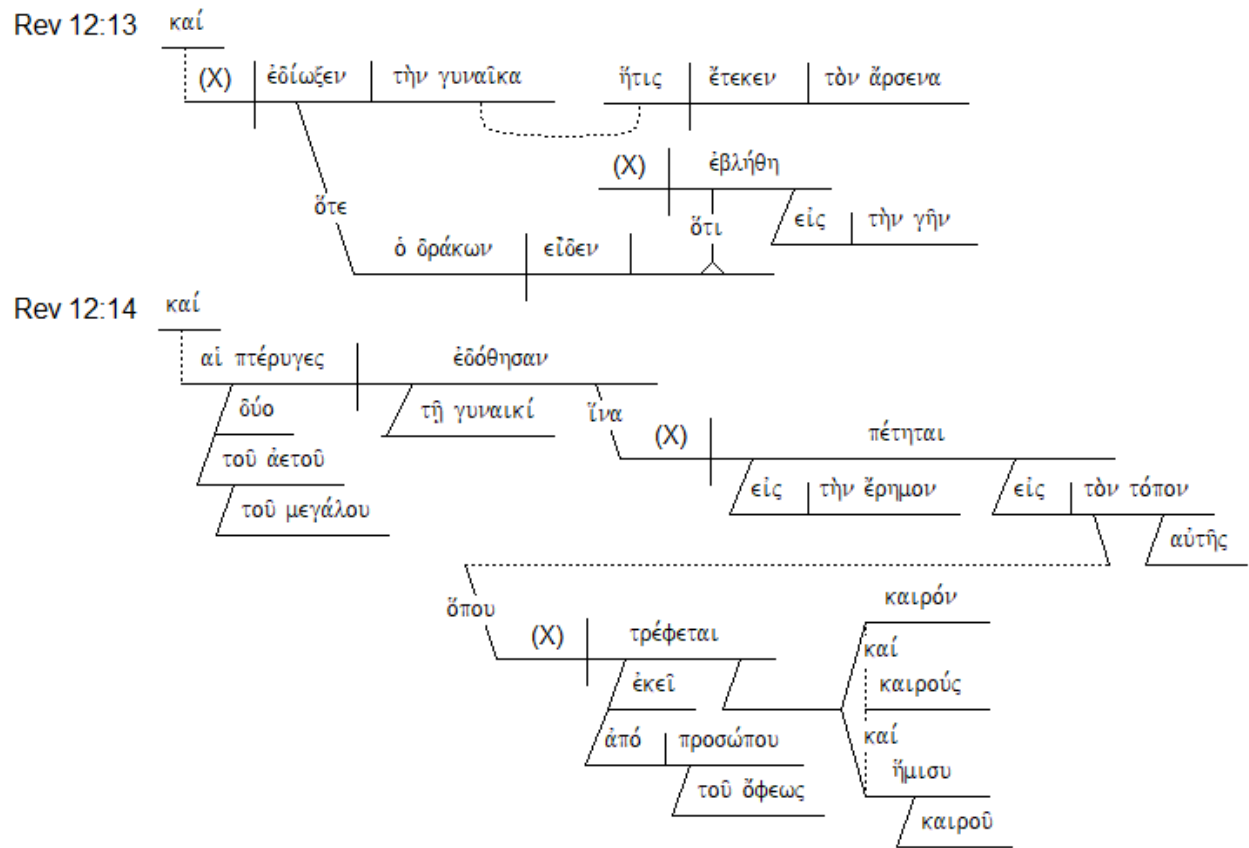 Rev 12:13 καί
(X) ἐδίωξεν τὴν γυναῖκα ἥτις ἔτεκεν τὸν ἄρσενα
(X) ἐβλήθη
ὅτε ὅτι εἰς τὴν γῆν
ὁ δράκων εἶδεν
Rev 12:14 καί
αἱ πτέρυγες ἐδόθησαν
δύο τῇ γυναικί ἵνα (X) πέτηται
τοῦ ἀετοῦ
τοῦ μεγάλου εἰς τὴν ἔρημον εἰς τὸν τόπον
αὐτῆς
ὅπου καιρόν
(X) τρέφεται καί
ἐκεῖ καιρούς
ἀπό προσώπου καί
τοῦ ὄφεως ἥμισυ
καιροῦ